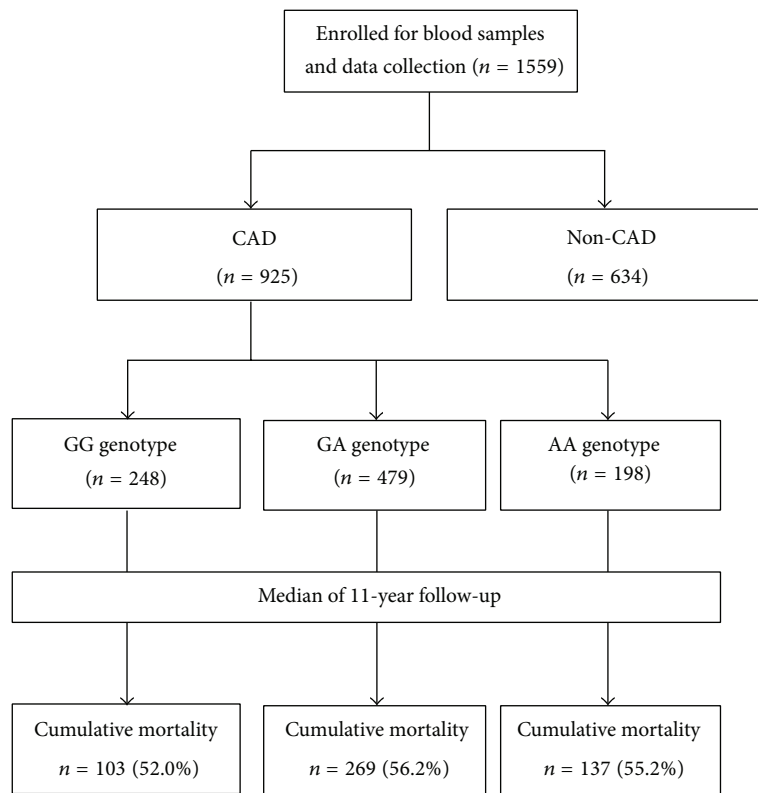 Enrolled for blood samples
and data collection (n = 1559)
CAD
(n = 925)
Non-CAD
(n = 634)
GG genotype
(n = 248)
GA genotype
(n = 479)
AA genotype
(n = 198)
Median of 11-year follow-up
Cumulative mortality
n = 103 (52.0%)
Cumulative mortality
n = 269 (56.2%)
Cumulative mortality
n = 137 (55.2%)